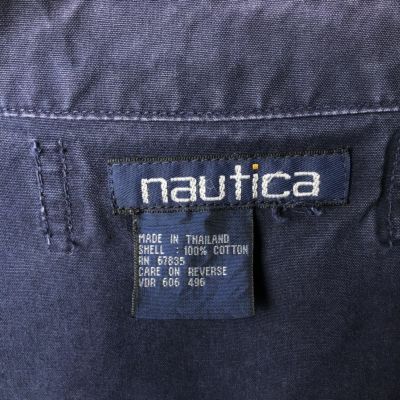 nautica
MADE IN THAILAND
SHELL : 100% COTTON
RN 67835
CARE ON REVERSE
VDR 606 496